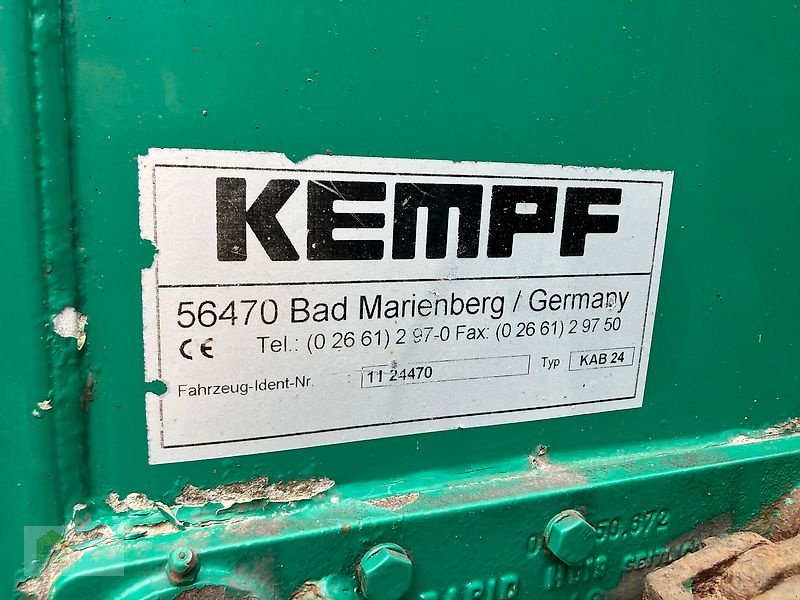 KEMPF
56470 Bad Marienberg / Germany
Tel.: (0 26 61) 2 97-0 Fax: (0 26 61) 2 97 50
CE
Fahrzeug-Ident-Nr. : 11 24470 Typ KAB 24